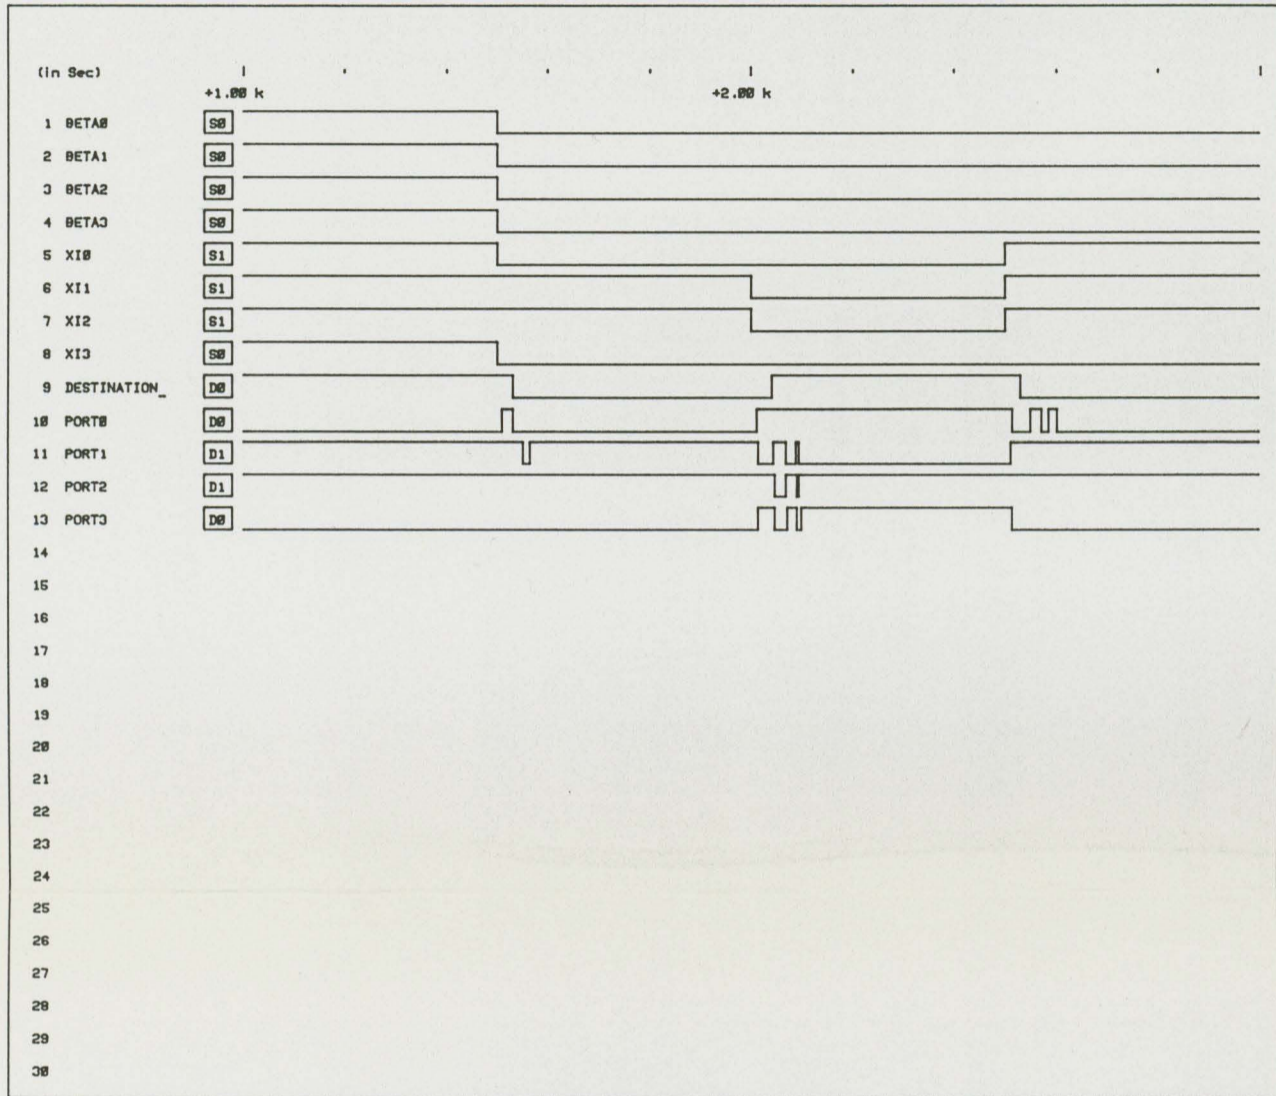 (in Sec)
+1.00 k +2.00 k
1 BETA0 S0
2 BETA1 S0
3 BETA2 S0
4 BETA3 S0
5 XI0 S1
6 XI1 S1
7 XI2 S1
8 XI3 S0
9 DESTINATION_ D0
10 PORT0 D0
11 PORT1 D1
12 PORT2 D1
13 PORT3 D0
14
15
16
17
18
19
20
21
22
23
24
25
26
27
28
29
30